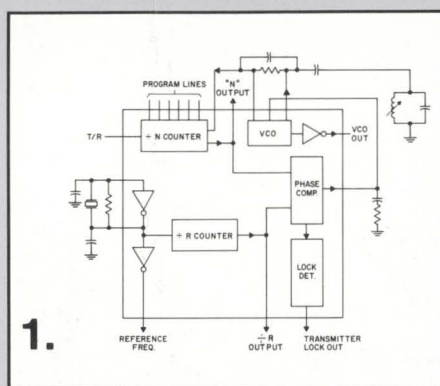 PROGRAM LINES
"N"
OUTPUT
T/R
÷ N COUNTER
VCO
VCO
OUT
PHASE
COMP.
÷ R COUNTER
LOCK
DET.
1.
REFERENCE
FREQ.
÷ R
OUTPUT
TRANSMITTER
LOCK OUT